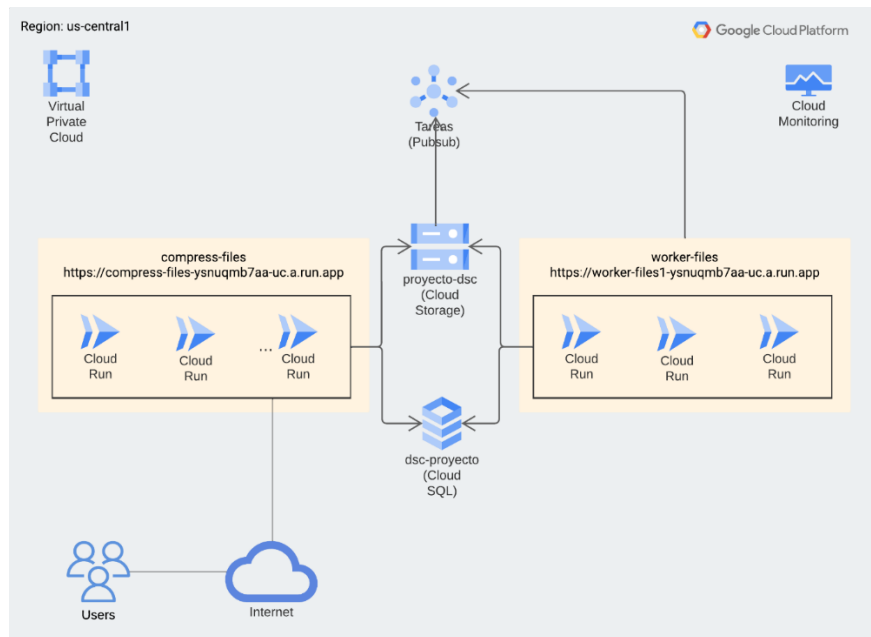 Region: us-central1
Google Cloud Platform
Virtual
Private
Cloud
Tareas
(Pubsub)
Cloud
Monitoring
compress-files
https://compress-files-ysnuqmb7aa-uc.a.run.app
proyecto-dsc
(Cloud
Storage)
worker-files
https://worker-files1-ysnuqmb7aa-uc.a.run.app
Cloud
Run
Cloud
Run
...
Cloud
Run
Cloud
Run
Cloud
Run
Cloud
Run
dsc-proyecto
(Cloud
SQL)
Users
Internet